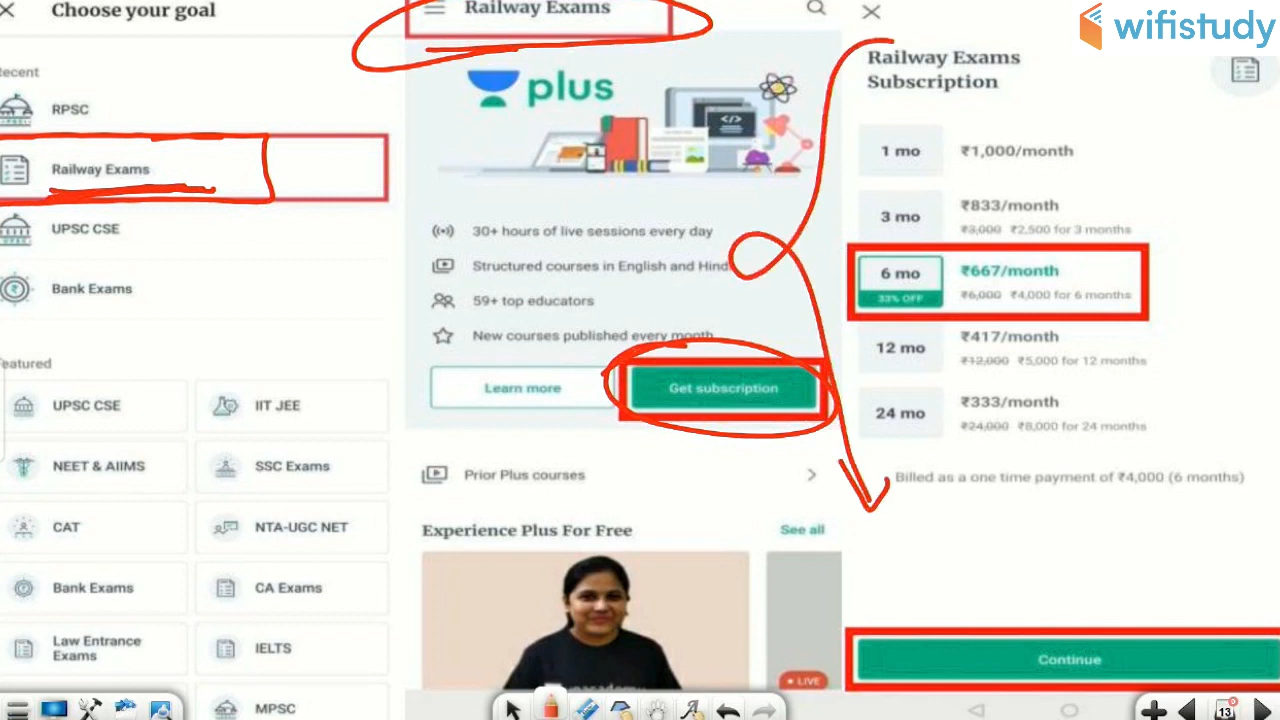 Choose your goal
Recent
RPSC
Railway Exams
UPSC CSE
Bank Exams
Featured
UPSC CSE
IIT JEE
NEET & AIIMS
SSC Exams
CAT
NTA-UGC NET
Bank Exams
CA Exams
Law Entrance
Exams
IELTS
MPSC
Railway Exams
plus
30+ hours of live sessions every day
Structured courses in English and Hind
59+ top educators
New courses published every month
Learn more
Get subscription
Prior Plus courses
Experience Plus For Free
See all
LIVE
wifistudy
Railway Exams
Subscription
1 mo
₹1,000/month
3 mo
₹833/month
₹3,000 ₹2,500 for 3 months
6 mo
33% OFF
₹667/month
₹6,000 ₹4,000 for 6 months
12 mo
₹417/month
₹12,000 ₹5,000 for 12 months
24 mo
₹333/month
₹24,000 ₹8,000 for 24 months
Billed as a one time payment of ₹4,000 (6 months)
Continue
13